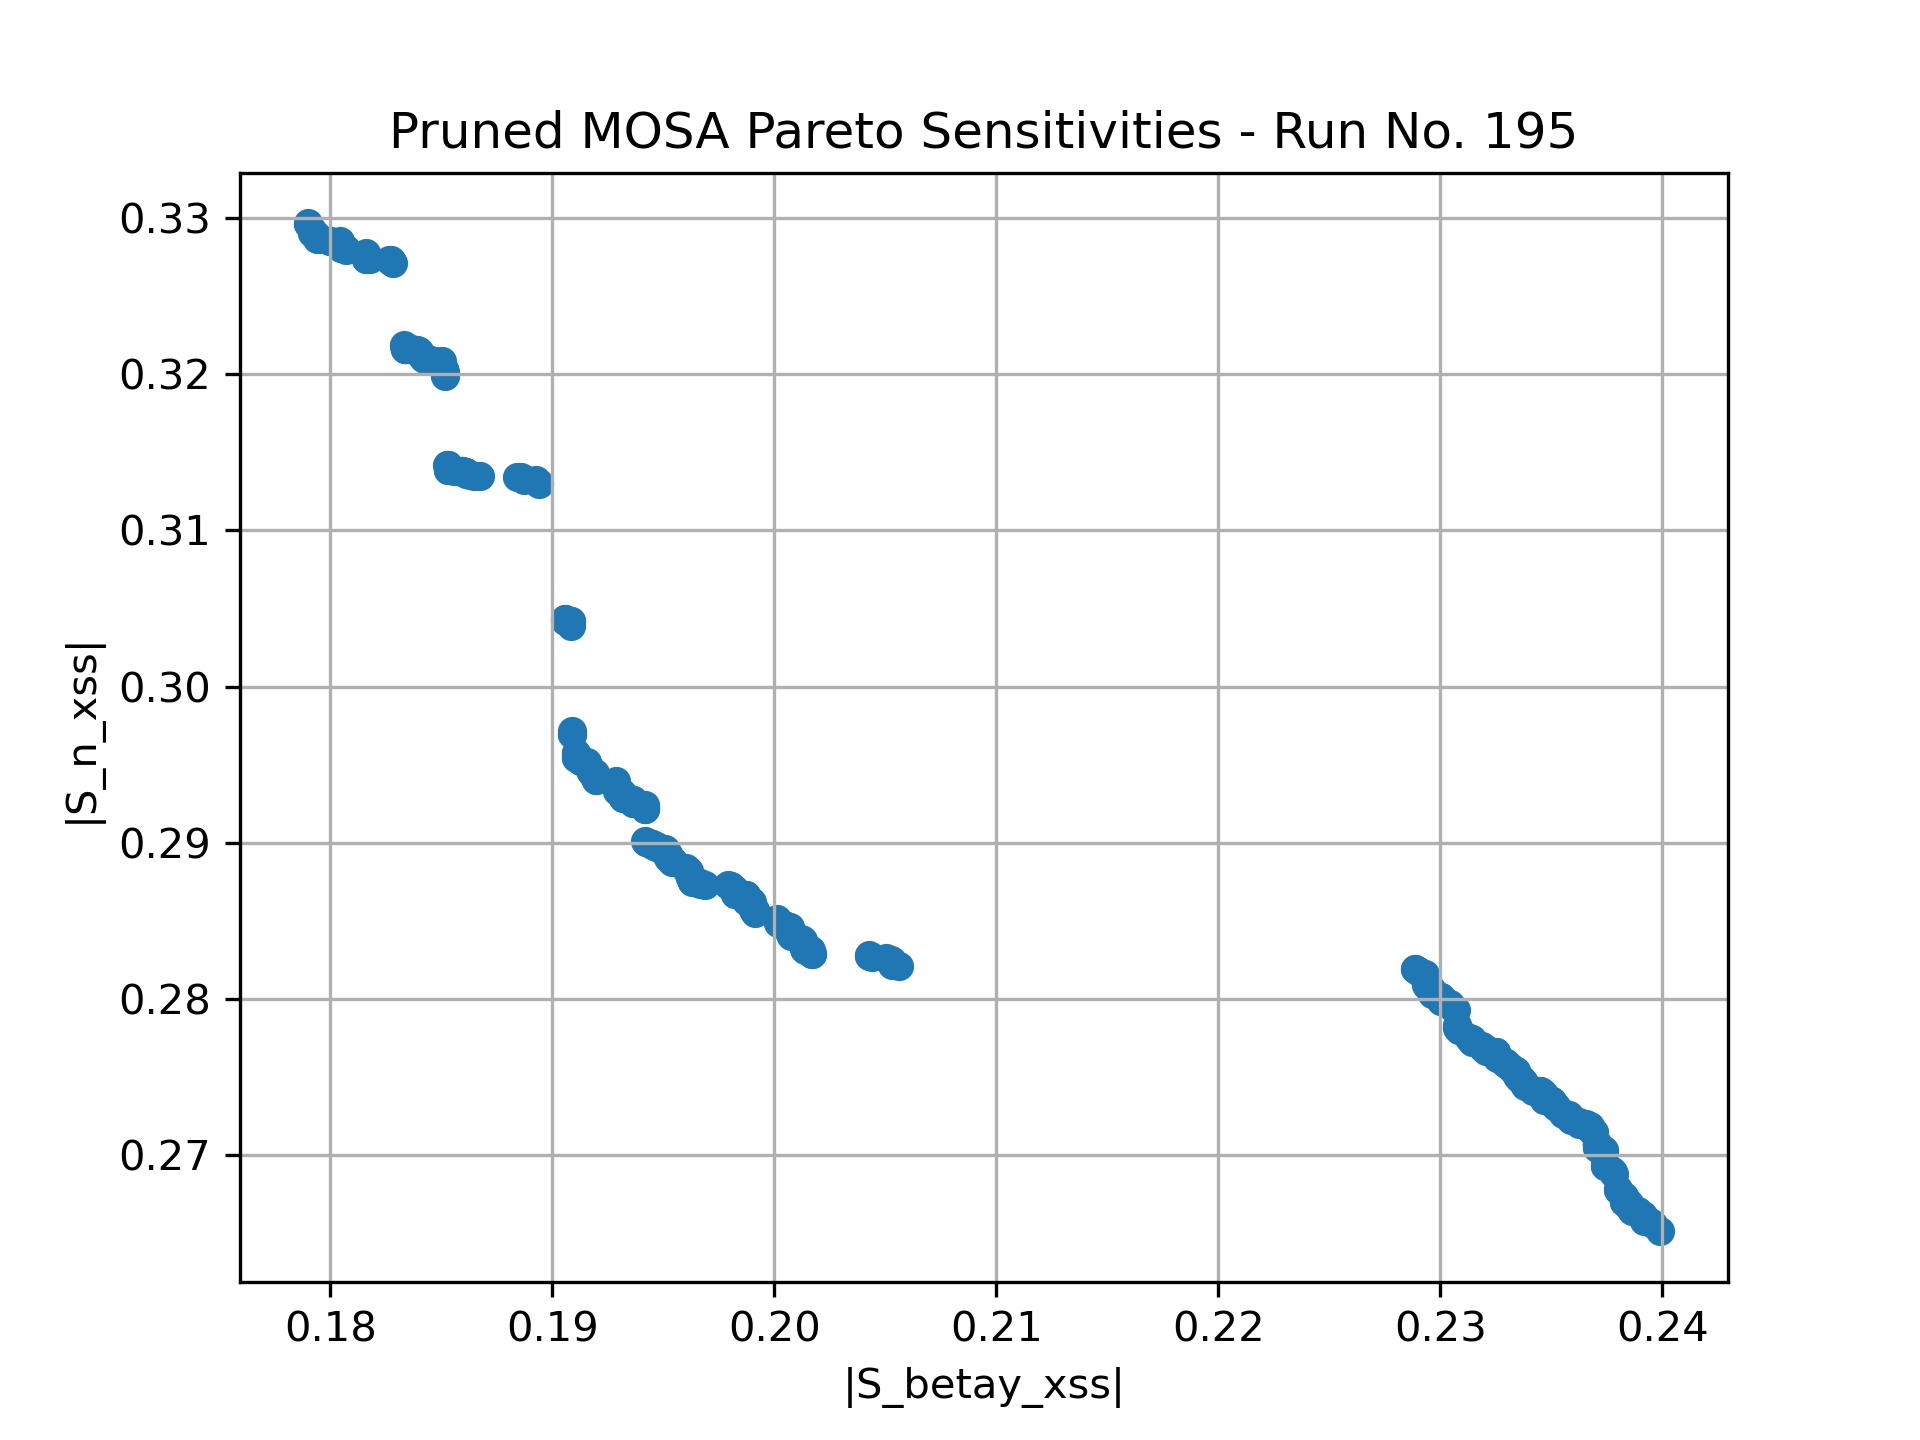 Pruned MOSA Pareto Sensitivities - Run No. 195
|S_n_xss|
0.33
0.32
0.31
0.30
0.29
0.28
0.27
0.18 0.19 0.20 0.21 0.22 0.23 0.24
|S_betay_xss|